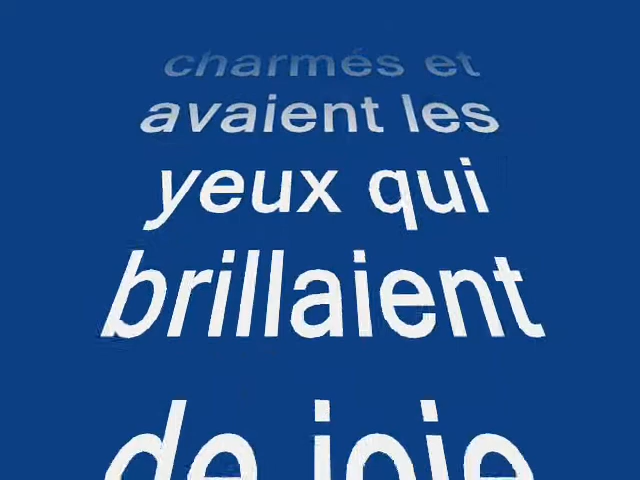 charmés et
avaient les
yeux qui
brillaient
de joie